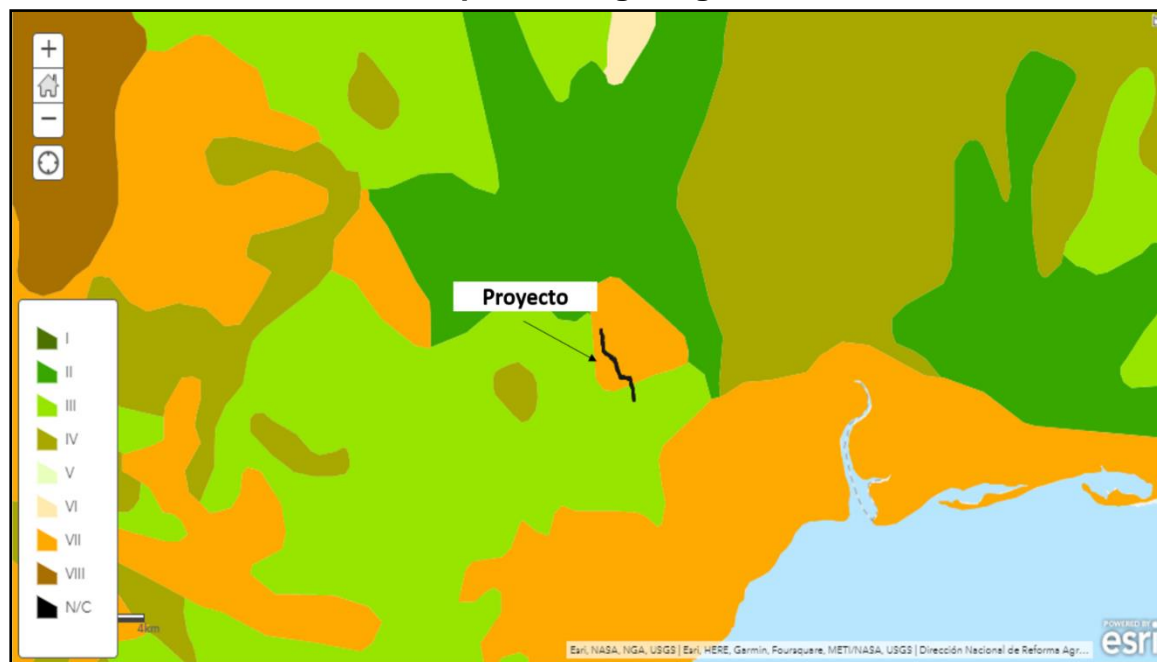 +
−
Proyecto
I
II
III
IV
V
VI
VII
VIII
N/C
4km
Esri, NASA, NGA, USGS | Esri, HERE, Garmin, Foursquare, METI/NASA, USGS | Dirección Nacional de Reforma Agr...
POWERED BY
esri